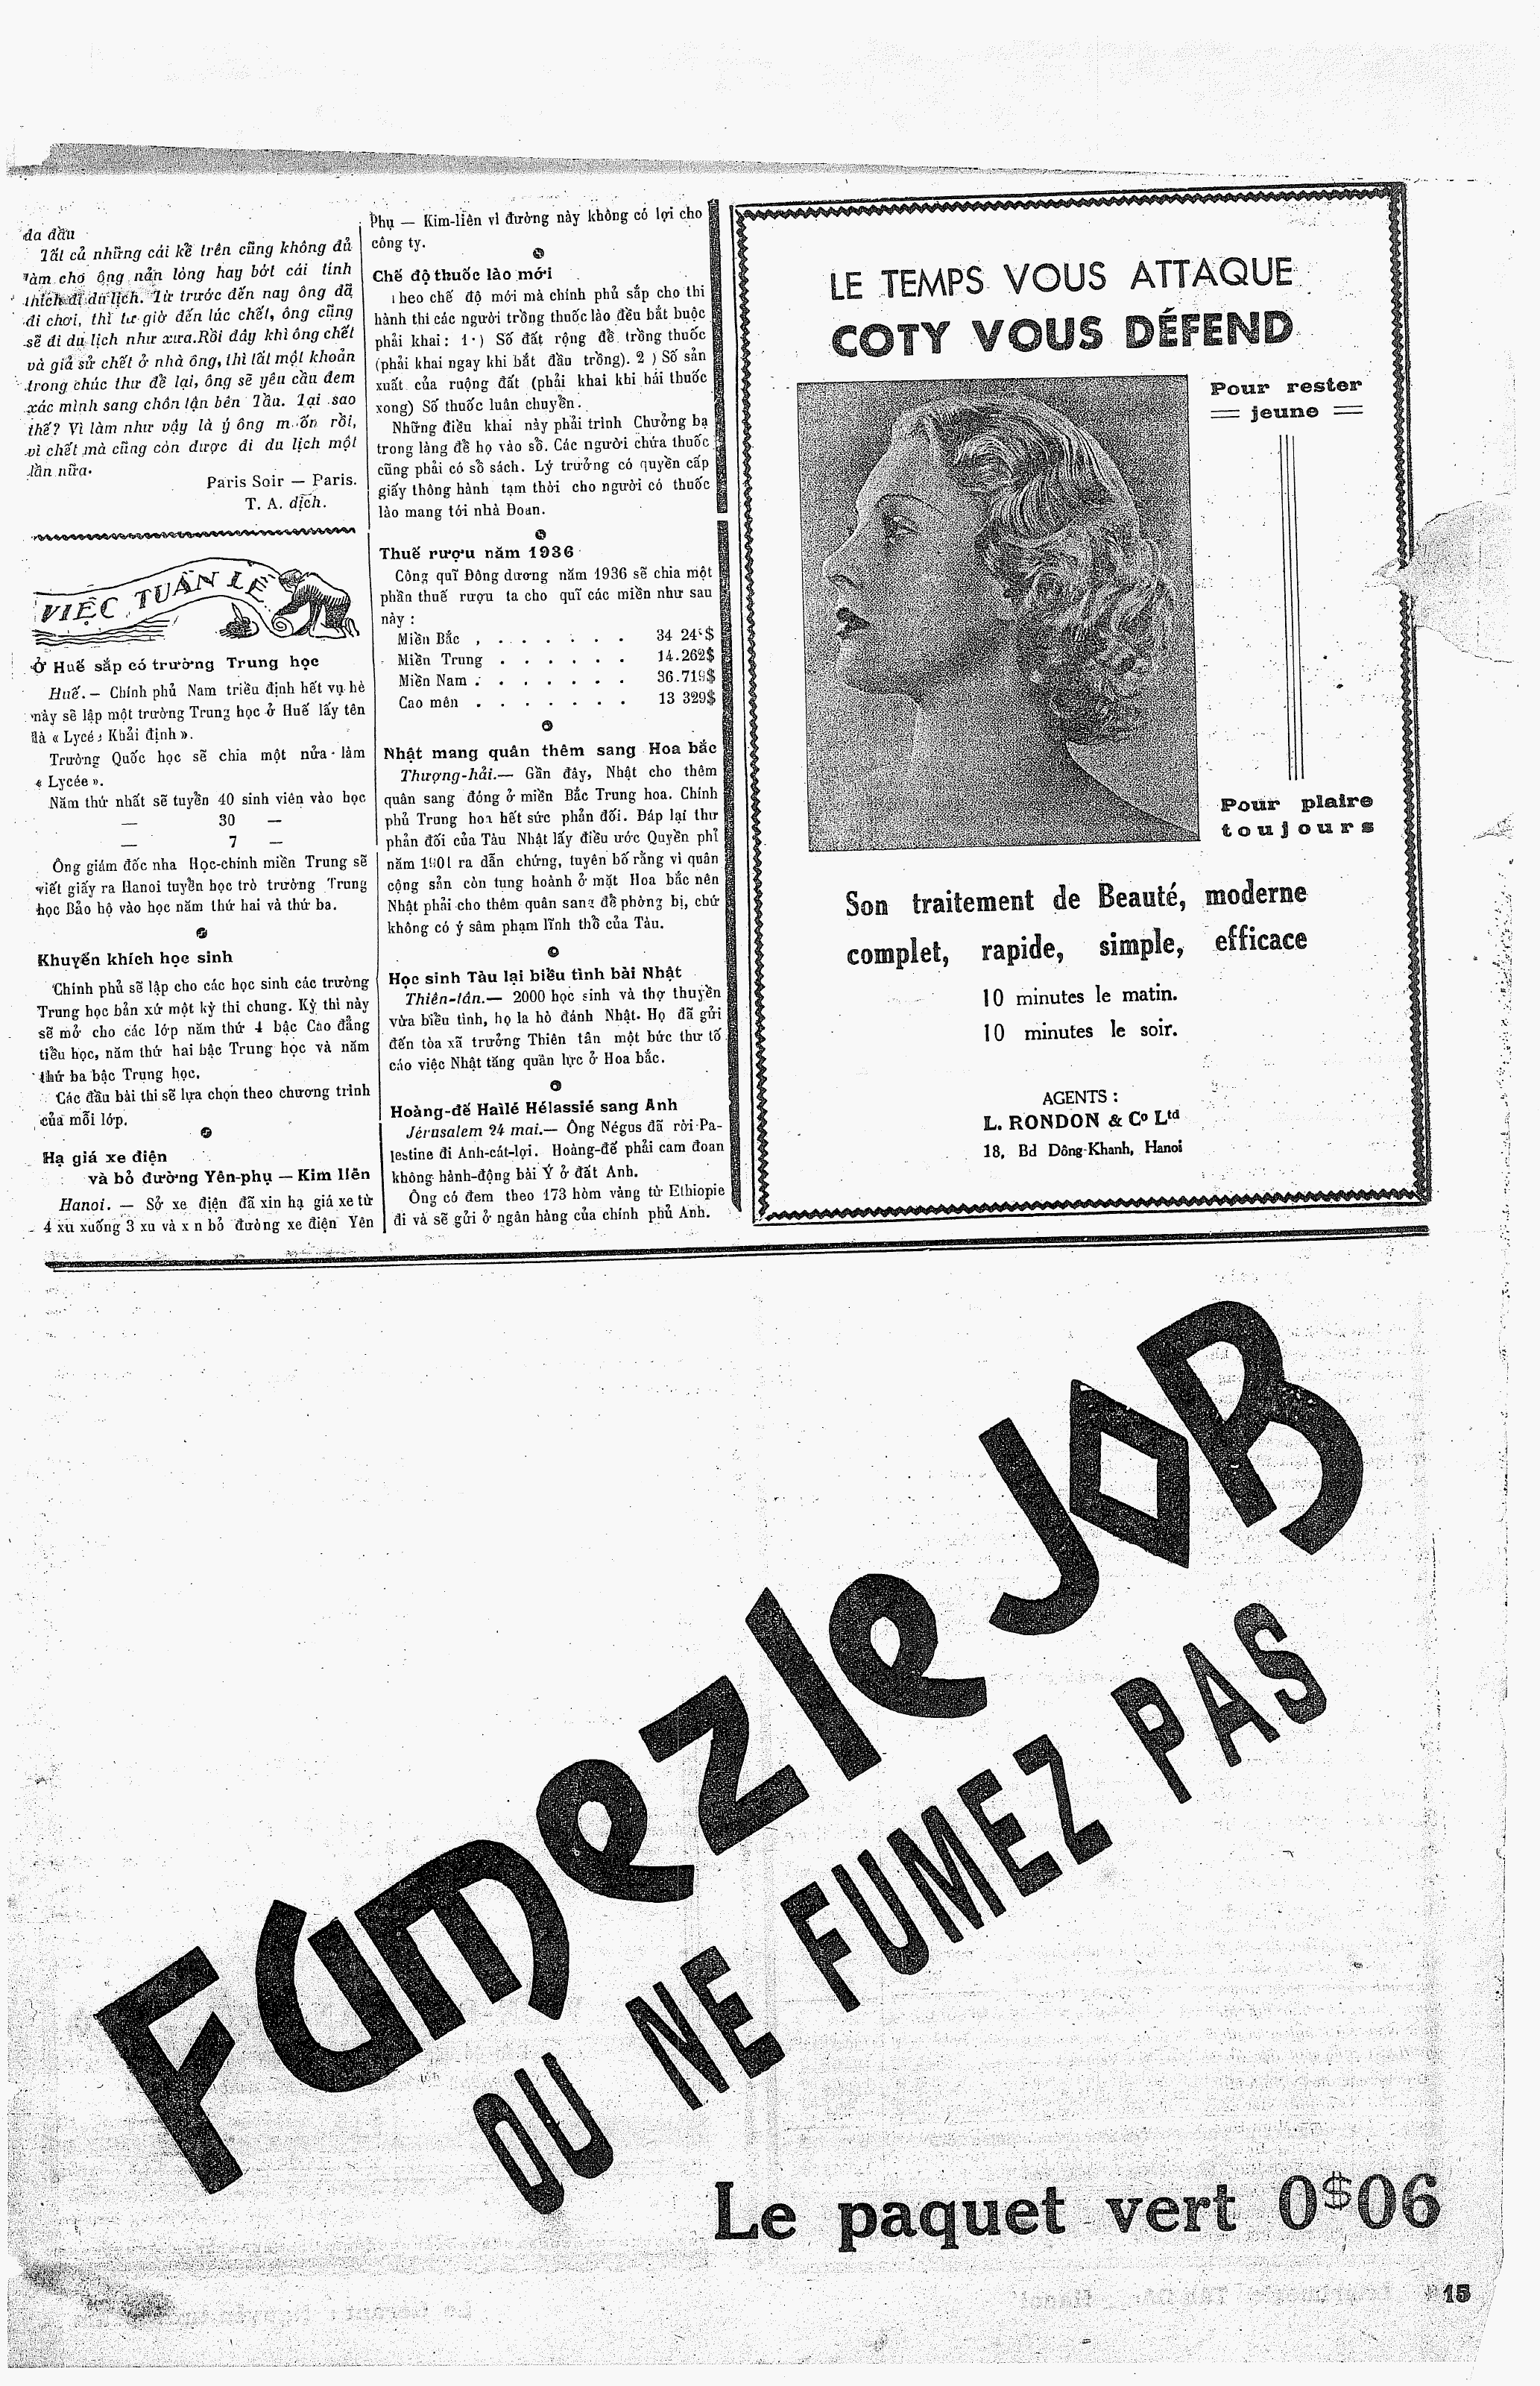 da đầu
Tất cả những cái kể trên cũng không đủ
làm cho ông nản lòng hay bớt cái tính
thích đi du lịch. Từ trước đến nay ông đã
đi chơi, thì từ giờ đến lúc chết, ông cũng
sẽ đi du lịch như xưa. Rồi đây khi ông chết
và giả sử chết ở nhà ông, thì tất một khoản
trong chúc thư để lại, ông sẽ yêu cầu đem
xác mình sang chôn tận bên Tầu. Tại sao
thế? Vì làm như vậy là ý ông m ốn rồi,
vì chết mà cũng còn được đi du lịch một
lần nữa.
Paris Soir — Paris.
T. A. dịch.
VIỆC TUẦN LỄ
Ở Huế sắp có trường Trung học
Huế. — Chính phủ Nam triều định hết vụ hè
này sẽ lập một trường Trung học ở Huế lấy tên
là « Lycée Khải định ».
Trường Quốc học sẽ chia một nửa làm
« Lycée ».
Năm thứ nhất sẽ tuyển 40 sinh viên vào học
— 30 —
— 7 —
Ông giám đốc nha Học-chinh miền Trung sẽ
viết giấy ra Hanoi tuyển học trò trường Trung
học Bảo hộ vào học năm thứ hai và thứ ba.
Khuyến khích học sinh
Chính phủ sẽ lập cho các học sinh các trường
Trung học bản xứ một kỳ thi chung. Kỳ thi này
sẽ mở cho các lớp năm thứ 4 bậc Cao đẳng
tiểu học, năm thứ hai bậc Trung học và năm
thứ ba bậc Trung học.
Các đầu bài thi sẽ lựa chọn theo chương trình
của mỗi lớp.
Hạ giá xe điện
và bỏ đường Yên-phụ — Kim liên
Hanoi. — Sở xe điện đã xin hạ giá xe từ
4 xu xuống 3 xu và x n bỏ đường xe điện Yên
Phụ — Kim-liên vì đường này không có lợi cho
công ty.
Chế độ thuốc lào mới
Theo chế độ mới mà chính phủ sắp cho thi
hành thì các người trồng thuốc lào đều bắt buộc
phải khai: 1·) Số đất rộng để trồng thuốc
(phải khai ngay khi bắt đầu trồng). 2 ) Số sản
xuất của ruộng đất (phải khai khi hái thuốc
xong) Số thuốc luân chuyển.
Những điều khai này phải trình Chưởng bạ
trong làng để họ vào sổ. Các người chứa thuốc
cũng phải có sổ sách. Lý trưởng có quyền cấp
giấy thông hành tạm thời cho người có thuốc
lào mang tới nhà Đoan.
Thuế rượu năm 1936
Công quĩ Đông dương năm 1936 sẽ chia một
phần thuế rượu ta cho quĩ các miền như sau
này :
Miền Bắc , . . . . . . 34 24 $
Miền Trung . . . . . . 14.262$
Miền Nam . . . . . . . 36.719$
Cao mên . . . . . . . 13 329$
Nhật mang quân thêm sang Hoa bắc
Thượng-hải.— Gần đây, Nhật cho thêm
quân sang đóng ở miền Bắc Trung hoa. Chính
phủ Trung hoa hết sức phản đối. Đáp lại thư
phản đối của Tàu Nhật lấy điều ước Quyền phỉ
năm 1901 ra dẫn chứng, tuyên bố rằng vì quân
cộng sản còn tung hoành ở mặt Hoa bắc nên
Nhật phải cho thêm quân sang để phòng bị, chứ
không có ý sâm phạm lĩnh thổ của Tàu.
Học sinh Tàu lại biểu tình bài Nhật
Thiên-tân.— 2000 học sinh và thợ thuyền
vừa biểu tình, họ la hò đánh Nhật. Họ đã gửi
đến tòa xã trưởng Thiên tân một bức thư tố
cáo việc Nhật tăng quân lực ở Hoa bắc.
Hoàng-đế Hailé Hélassié sang Anh
Jérusalem 24 mai.— Ông Négus đã rời Pa-
lestine đi Anh-cát-lợi. Hoàng-đế phải cam đoan
không hành-động bài Ý ở đất Anh.
Ông có đem theo 173 hòm vàng từ Ethiopie
đi và sẽ gửi ở ngân hàng của chính phủ Anh.
LE TEMPS VOUS ATTAQUE
COTY VOUS DÉFEND
Pour rester
jeune
Pour plaire
toujours
Son traitement de Beauté, moderne
complet, rapide, simple, efficace
10 minutes le matin.
10 minutes le soir.
AGENTS :
L. RONDON & Co Ltd
18, Bd Dông-Khanh, Hanoi
Fumez le JOB
OU NE FUMEZ PAS
Le paquet vert 0$06
15